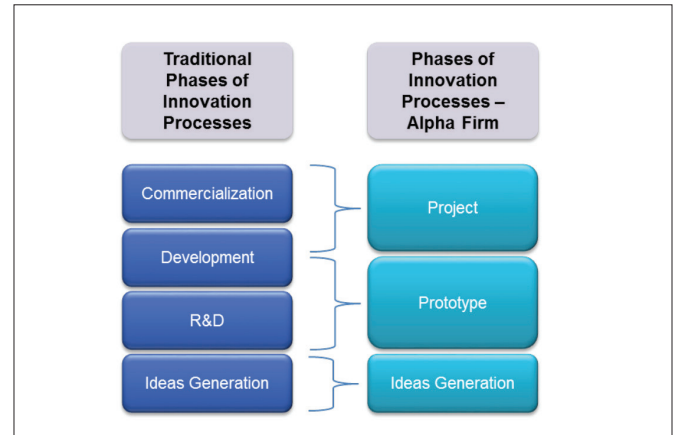 Traditional
Phases of
Innovation
Processes
Phases of
Innovation
Processes –
Alpha Firm
Commercialization
Development
R&D
Ideas Generation
Project
Prototype
Ideas Generation